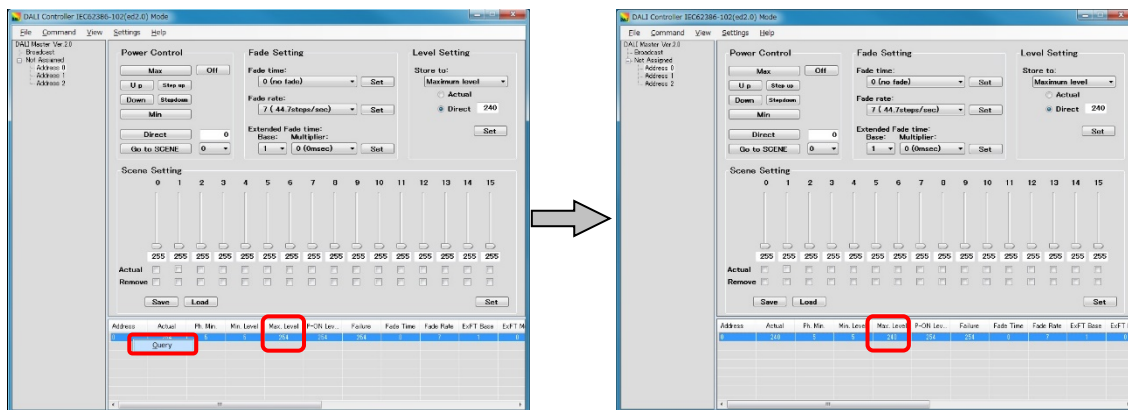 DALI Controller IEC62386-102(ed2.0) Mode
File Command View Settings Help
DALI Master Ver.2.0
Broadcast
Not Assigned
Address 0
Address 1
Address 2
Power Control
Max Off
Up Step up
Down Stepdown
Min
Direct 0
Go to SCENE 0
Fade Setting
Fade time:
0 (no fade) Set
Fade rate:
7 ( 44.7steps/sec) Set
Extended Fade time:
Base: Multiplier:
1 0 (0msec) Set
Level Setting
Store to:
Maximum level
Actual
Direct 240
Set
Scene Setting
0 1 2 3 4 5 6 7 8 9 10 11 12 13 14 15
255 255 255 255 255 255 255 255 255 255 255 255 255 255 255 255
Actual
Remove
Save Load Set
Address Actual Ph. Min. Min. Level Max. Level P-ON Lev... Failure Fade Time Fade Rate ExFT Base ExFT M
0 5 5 254 254 254 0 7 1 0
Query
DALI Controller IEC62386-102(ed2.0) Mode
File Command View Settings Help
DALI Master Ver.2.0
Broadcast
Not Assigned
Address 0
Address 1
Address 2
Power Control
Max Off
Up Step up
Down Stepdown
Min
Direct 0
Go to SCENE 0
Fade Setting
Fade time:
0 (no fade) Set
Fade rate:
7 ( 44.7steps/sec) Set
Extended Fade time:
Base: Multiplier:
1 0 (0msec) Set
Level Setting
Store to:
Maximum level
Actual
Direct 240
Set
Scene Setting
0 1 2 3 4 5 6 7 8 9 10 11 12 13 14 15
255 255 255 255 255 255 255 255 255 255 255 255 255 255 255 255
Actual
Remove
Save Load Set
Address Actual Ph. Min. Min. Level Max. Level P-ON Lev... Failure Fade Time Fade Rate ExFT Base ExFT
0 240 5 5 240 254 254 0 7 1 0